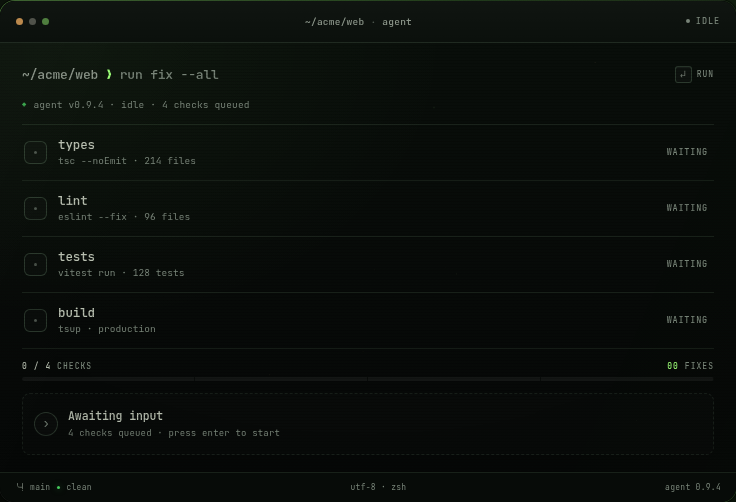 ~/acme/web · agent
IDLE
~/acme/web ❯ run fix --all
↵ RUN
agent v0.9.4 · idle · 4 checks queued
types
tsc --noEmit · 214 files
WAITING
lint
eslint --fix · 96 files
WAITING
tests
vitest run · 128 tests
WAITING
build
tsup · production
WAITING
0 / 4 CHECKS
00 FIXES
Awaiting input
4 checks queued · press enter to start
main • clean
utf-8 · zsh
agent 0.9.4